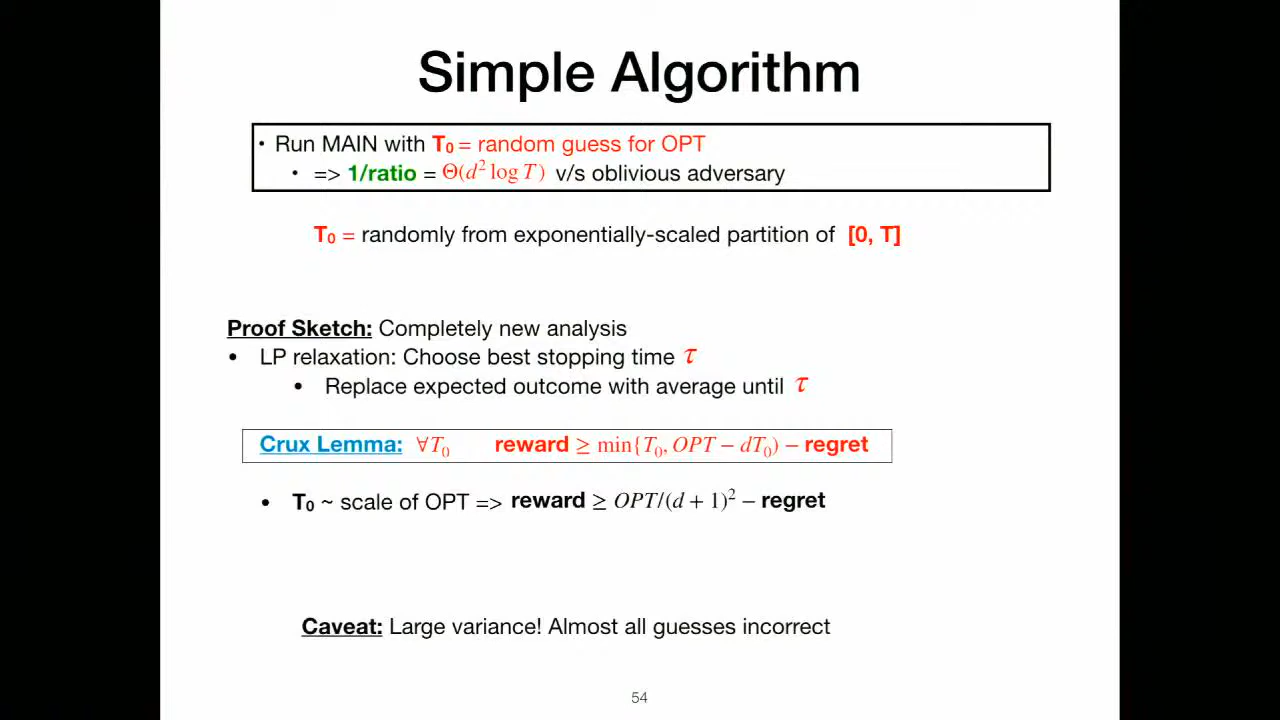 Simple Algorithm
• Run MAIN with T₀ = random guess for OPT
• => 1/ratio = Θ(d² log T) v/s oblivious adversary
T₀ = randomly from exponentially-scaled partition of [0, T]
Proof Sketch: Completely new analysis
• LP relaxation: Choose best stopping time τ
• Replace expected outcome with average until τ
Crux Lemma: ∀T₀ reward ≥ min{T₀, OPT − dT₀) − regret
• T₀ ~ scale of OPT => reward ≥ OPT/(d + 1)² − regret
Caveat: Large variance! Almost all guesses incorrect
54